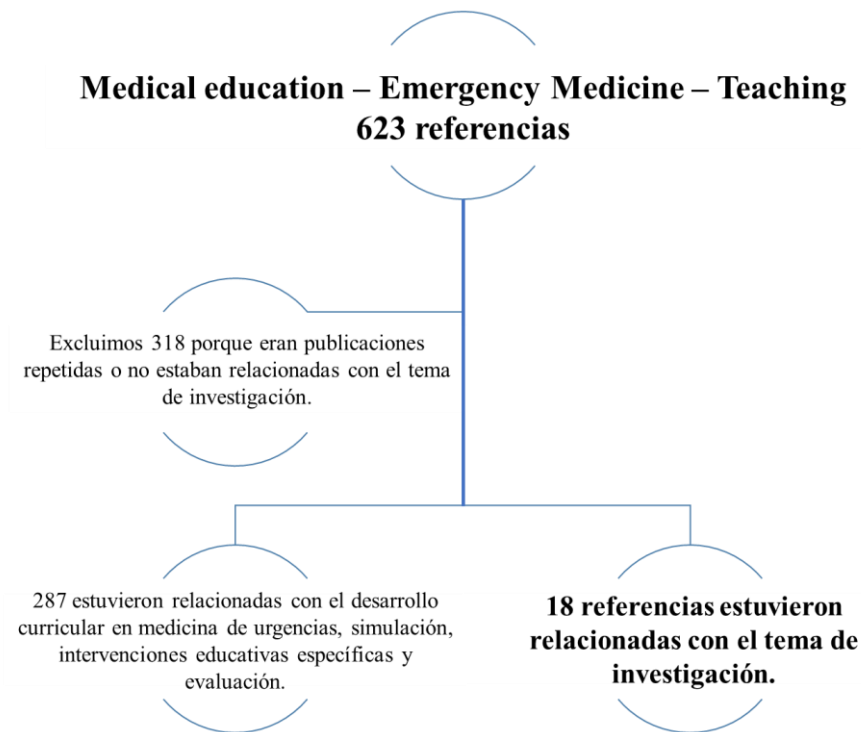 Medical education – Emergency Medicine – Teaching
623 referencias
Excluimos 318 porque eran publicaciones
repetidas o no estaban relacionadas con el tema
de investigación.
287 estuvieron relacionadas con el desarrollo
curricular en medicina de urgencias, simulación,
intervenciones educativas específicas y
evaluación.
18 referencias estuvieron
relacionadas con el tema de
investigación.